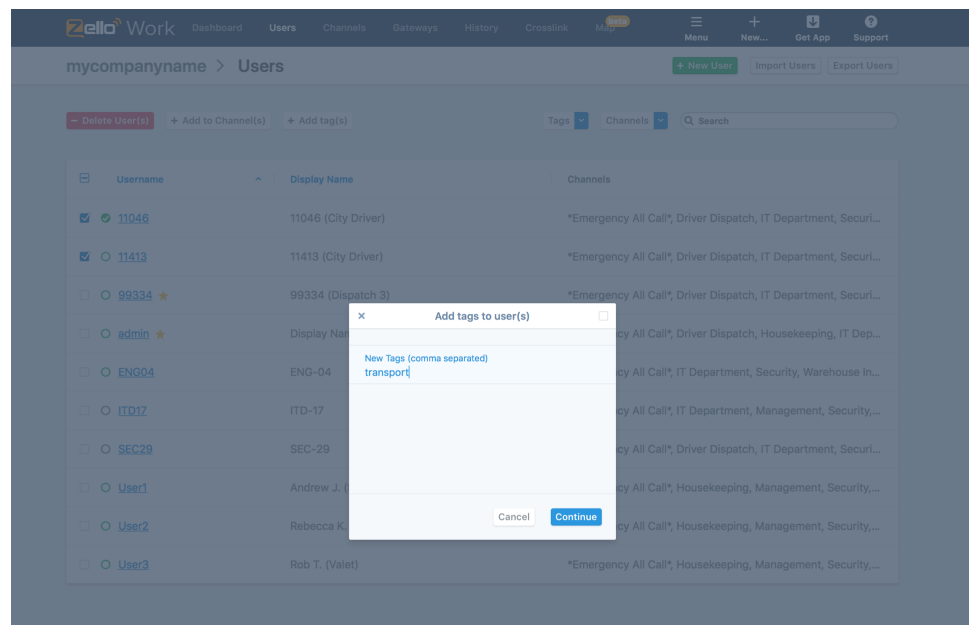 Zello Work Dashboard Users Channels Gateways History Crosslink Map Beta Menu New... Get App Support
mycompanyname > Users + New User Import Users Export Users
− Delete User(s) + Add to Channel(s) + Add tag(s) Tags Channels Search
Username Display Name Channels
11046 11046 (City Driver) *Emergency All Call*, Driver Dispatch, IT Department, Securi...
11413 11413 (City Driver) *Emergency All Call*, Driver Dispatch, IT Department, Securi...
99334 99334 (Dispatch 3) *Emergency All Call*, Driver Dispatch, IT Department, Securi...
× Add tags to user(s)
admin Display Nam cy All Call*, Driver Dispatch, Housekeeping, IT Dep...
New Tags (comma separated)
transport
ENG04 ENG-04 cy All Call*, IT Department, Security, Warehouse In...
ITD17 ITD-17 cy All Call*, IT Department, Management, Security,...
SEC29 SEC-29 cy All Call*, Driver Dispatch, IT Department, Securi...
User1 Andrew J. ( cy All Call*, Housekeeping, Management, Security,...
Cancel Continue
User2 Rebecca K. cy All Call*, Housekeeping, Management, Security,...
User3 Rob T. (Valet) *Emergency All Call*, Housekeeping, Management, Security,...